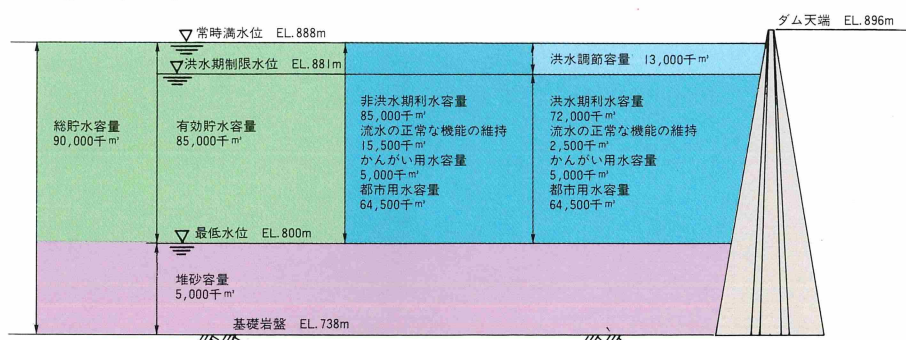 ダム天端 EL.896m
常時満水位 EL.888m
洪水期制限水位 EL.881m
洪水調節容量 13,000千㎥
総貯水容量
90,000千㎥
有効貯水容量
85,000千㎥
非洪水期利水容量
85,000千㎥
流水の正常な機能の維持
15,500千㎥
かんがい用水容量
5,000千㎥
都市用水容量
64,500千㎥
洪水期利水容量
72,000千㎥
流水の正常な機能の維持
2,500千㎥
かんがい用水容量
5,000千㎥
都市用水容量
64,500千㎥
最低水位 EL.800m
堆砂容量
5,000千㎥
基礎岩盤 EL.738m